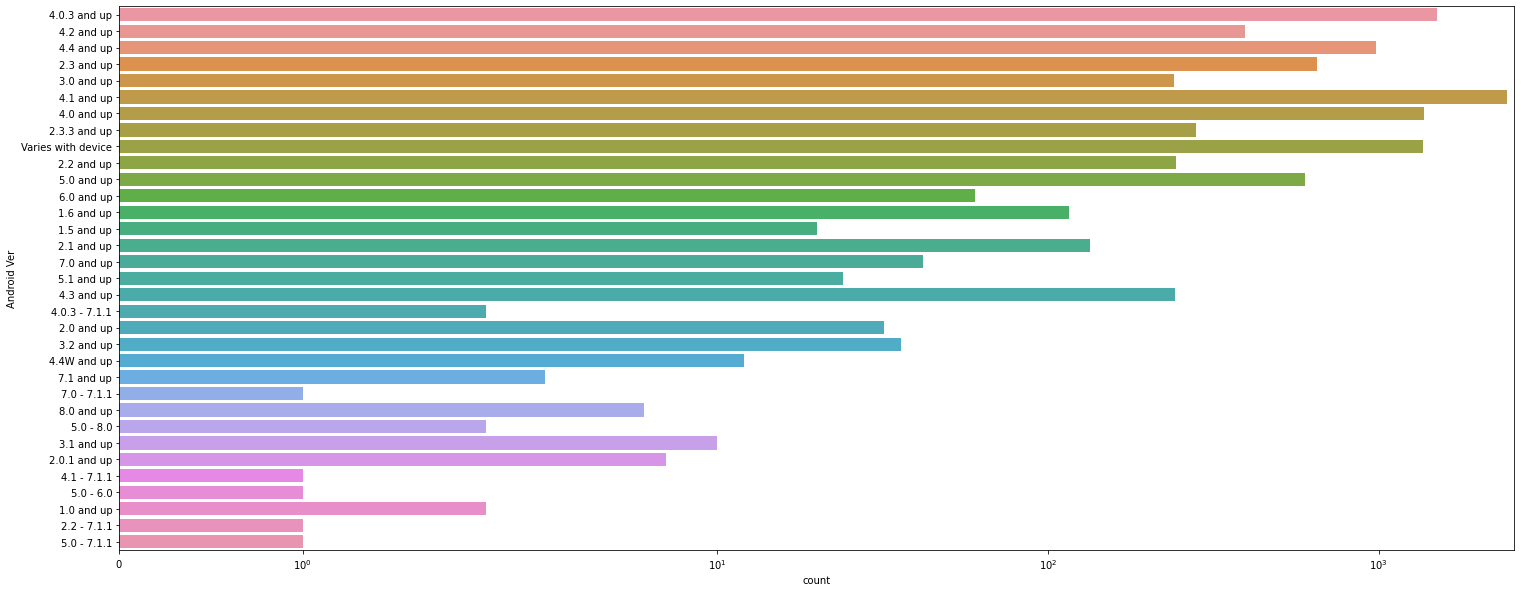 4.0.3 and up
4.2 and up
4.4 and up
2.3 and up
3.0 and up
4.1 and up
4.0 and up
2.3.3 and up
Varies with device
2.2 and up
5.0 and up
6.0 and up
1.6 and up
1.5 and up
2.1 and up
7.0 and up
5.1 and up
4.3 and up
4.0.3 - 7.1.1
2.0 and up
3.2 and up
4.4W and up
7.1 and up
7.0 - 7.1.1
8.0 and up
5.0 - 8.0
3.1 and up
2.0.1 and up
4.1 - 7.1.1
5.0 - 6.0
1.0 and up
2.2 - 7.1.1
5.0 - 7.1.1
Android Ver
0 10⁰ 10¹ 10² 10³
count